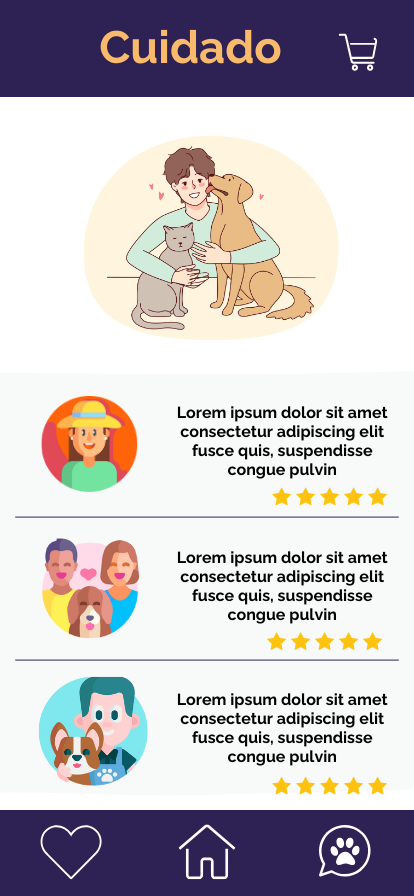 Cuidado
Lorem ipsum dolor sit amet
consectetur adipiscing elit
fusce quis, suspendisse
congue pulvin
Lorem ipsum dolor sit amet
consectetur adipiscing elit
fusce quis, suspendisse
congue pulvin
Lorem ipsum dolor sit amet
consectetur adipiscing elit
fusce quis, suspendisse
congue pulvin